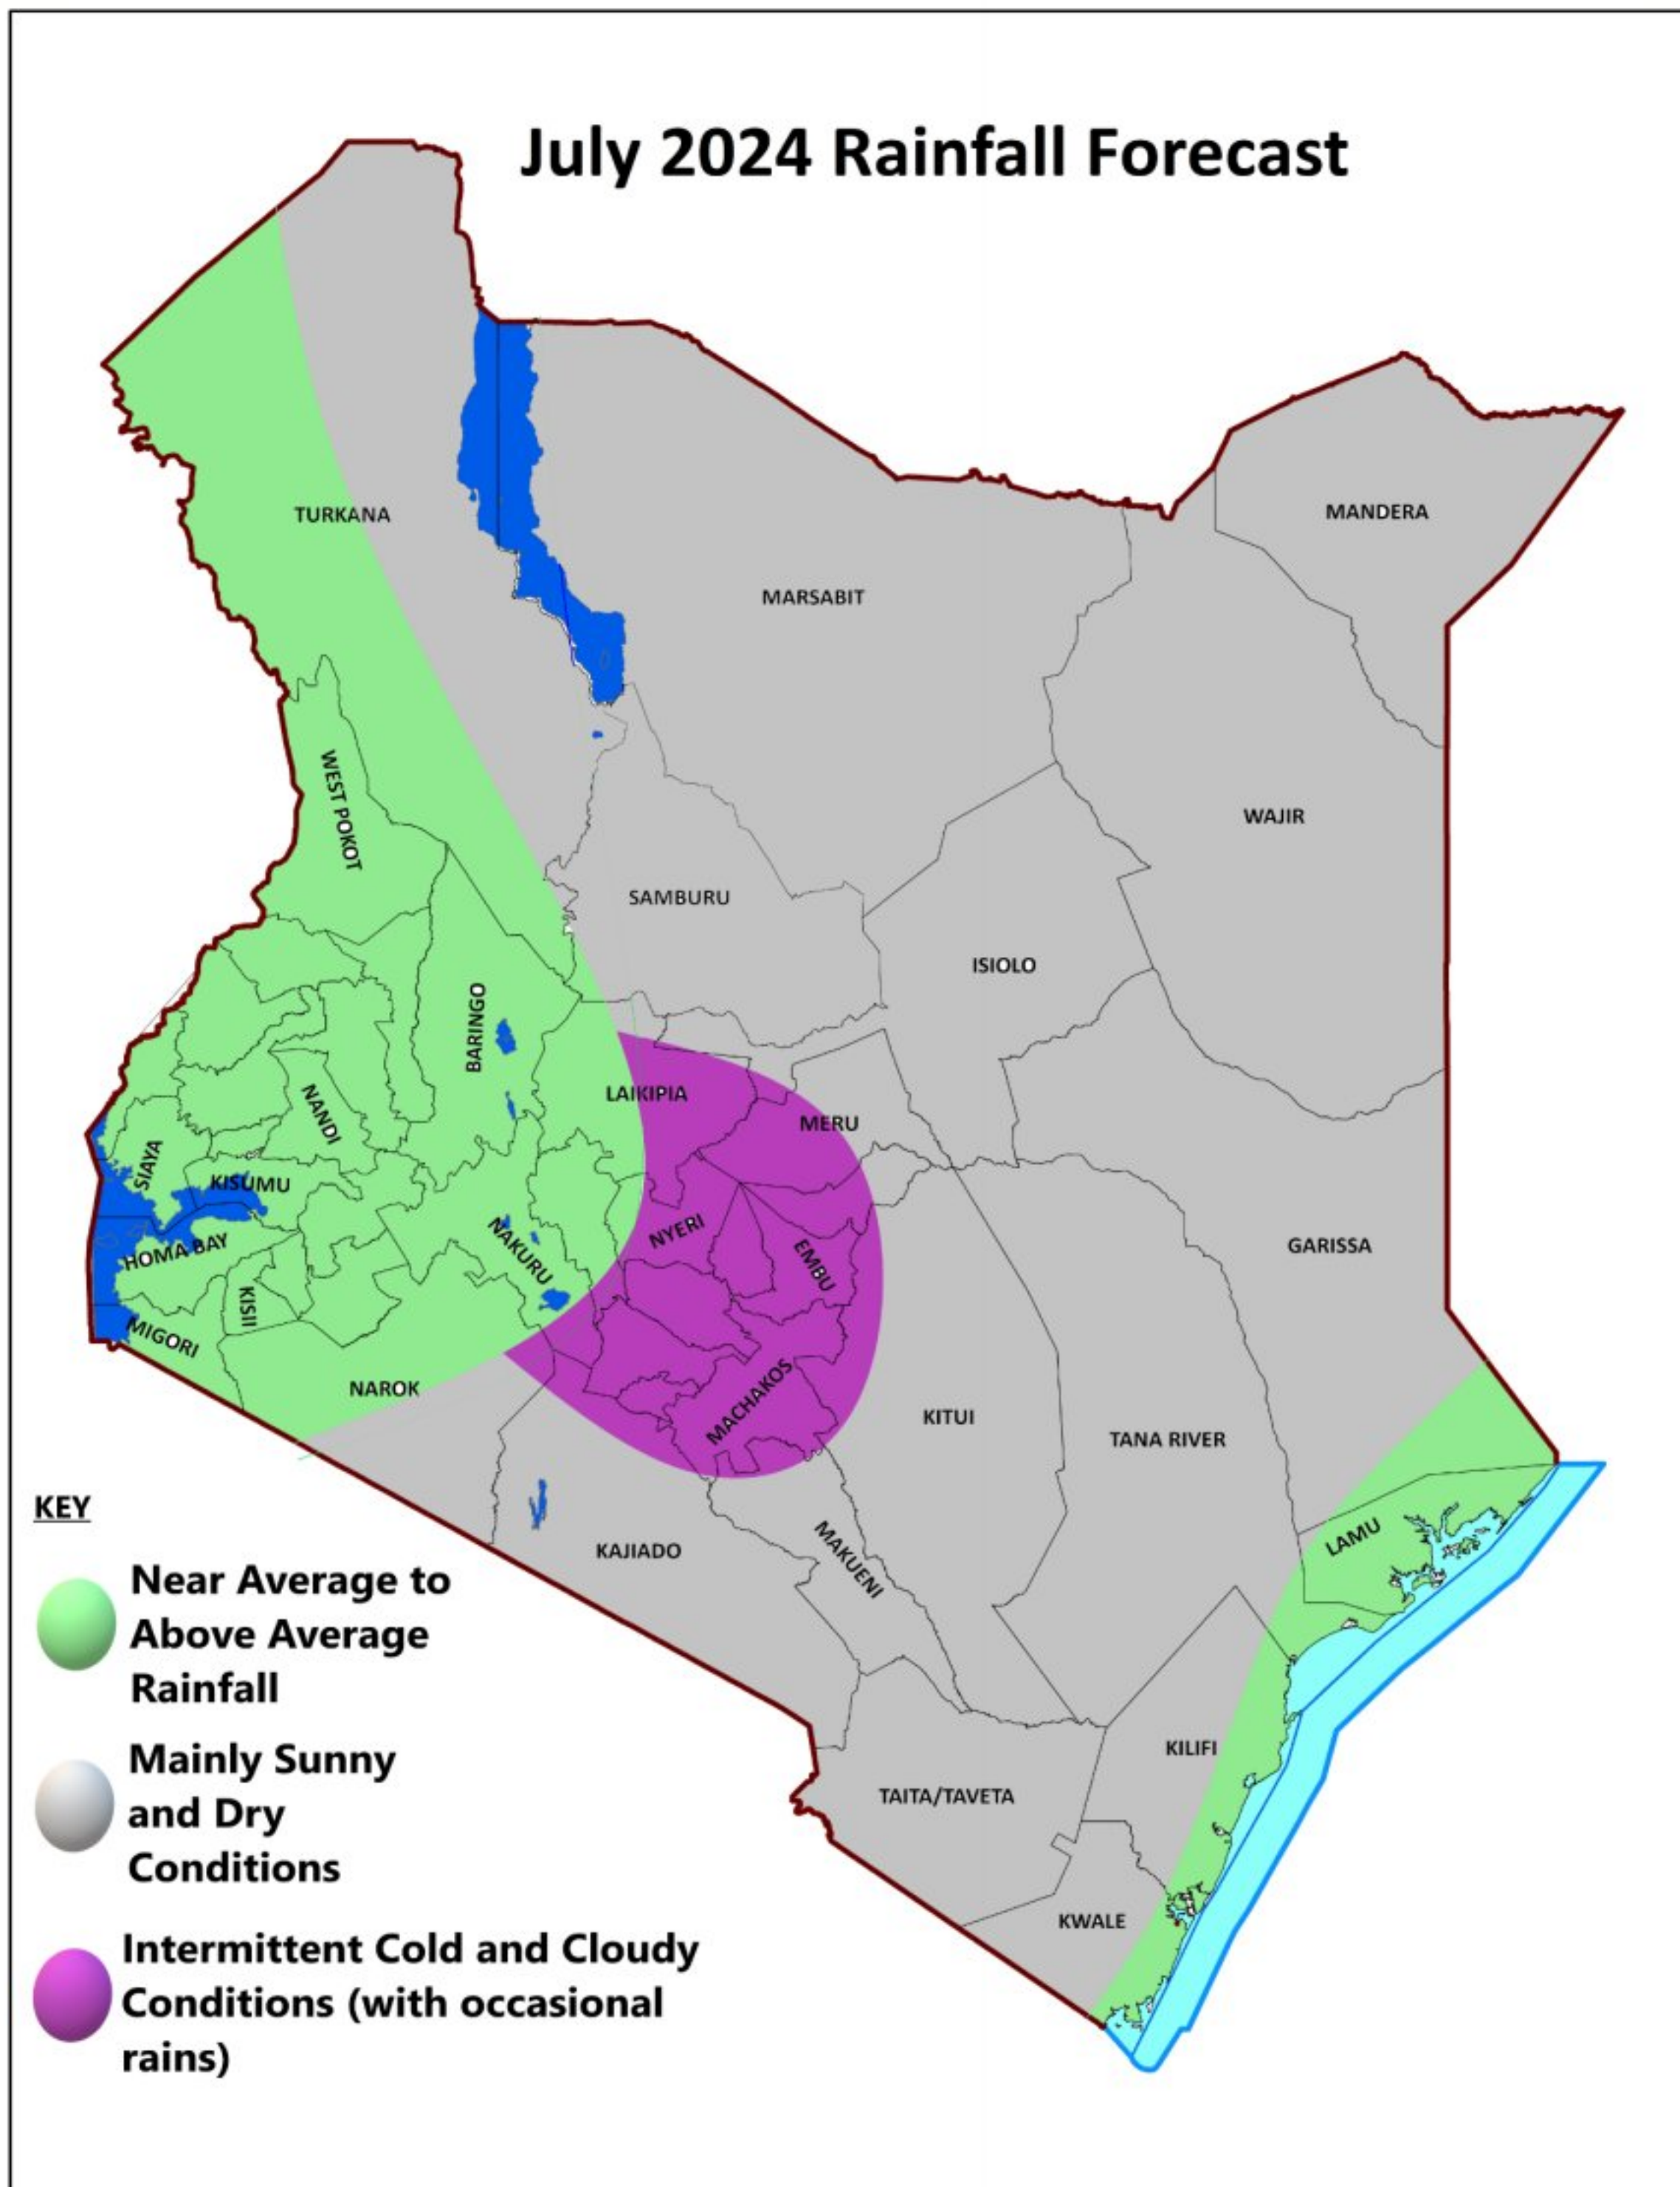 July 2024 Rainfall Forecast
TURKANA
MANDERA
MARSABIT
WEST POKOT
WAJIR
SAMBURU
ISIOLO
BARINGO
LAIKIPIA
NANDI
MERU
SIAYA
KISUMU
NYERI
HOMA BAY
NAKURU
EMBU
GARISSA
KISII
MIGORI
NAROK
MACHAKOS
KITUI
TANA RIVER
LAMU
KAJIADO
MAKUENI
KILIFI
TAITA/TAVETA
KWALE
KEY
Near Average to
Above Average
Rainfall
Mainly Sunny
and Dry
Conditions
Intermittent Cold and Cloudy
Conditions (with occasional
rains)